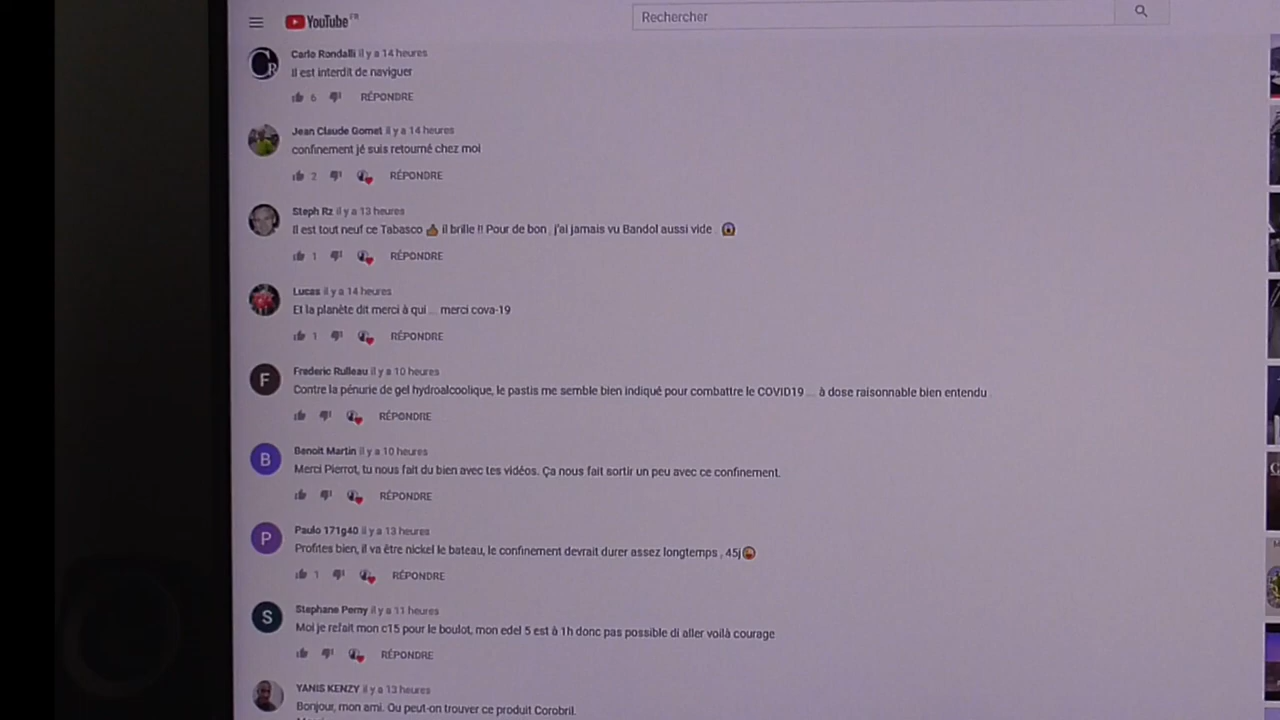 YouTube FR
Rechercher
Carlo Rondalli il y a 14 heures
Il est interdit de naviguer
6 RÉPONDRE
Jean Claude Gomet il y a 14 heures
confinement jé suis retourné chez moi
2 RÉPONDRE
Steph Rz il y a 13 heures
Il est tout neuf ce Tabasco 👍 il brille !! Pour de bon , j'ai jamais vu Bandol aussi vide 😱
1 RÉPONDRE
Lucas il y a 14 heures
Et la planète dit merci à qui ... merci cova-19
1 RÉPONDRE
F
Frederic Rulleau il y a 10 heures
Contre la pénurie de gel hydroalcoolique, le pastis me semble bien indiqué pour combattre le COVID19 ... à dose raisonnable bien entendu
RÉPONDRE
B
Benoit Martin il y a 10 heures
Merci Pierrot, tu nous fait du bien avec tes vidéos. Ça nous fait sortir un peu avec ce confinement.
RÉPONDRE
P
Paulo 171g40 il y a 13 heures
Profites bien, il va être nickel le bateau, le confinement devrait durer assez longtemps , 45j
1 RÉPONDRE
S
Stephane Perny il y a 11 heures
Moi je refait mon c15 pour le boulot, mon edel 5 est à 1h donc pas possible di aller voilà courage
RÉPONDRE
YANIS KENZY il y a 13 heures
Bonjour, mon ami. Ou peut-on trouver ce produit Corobril.